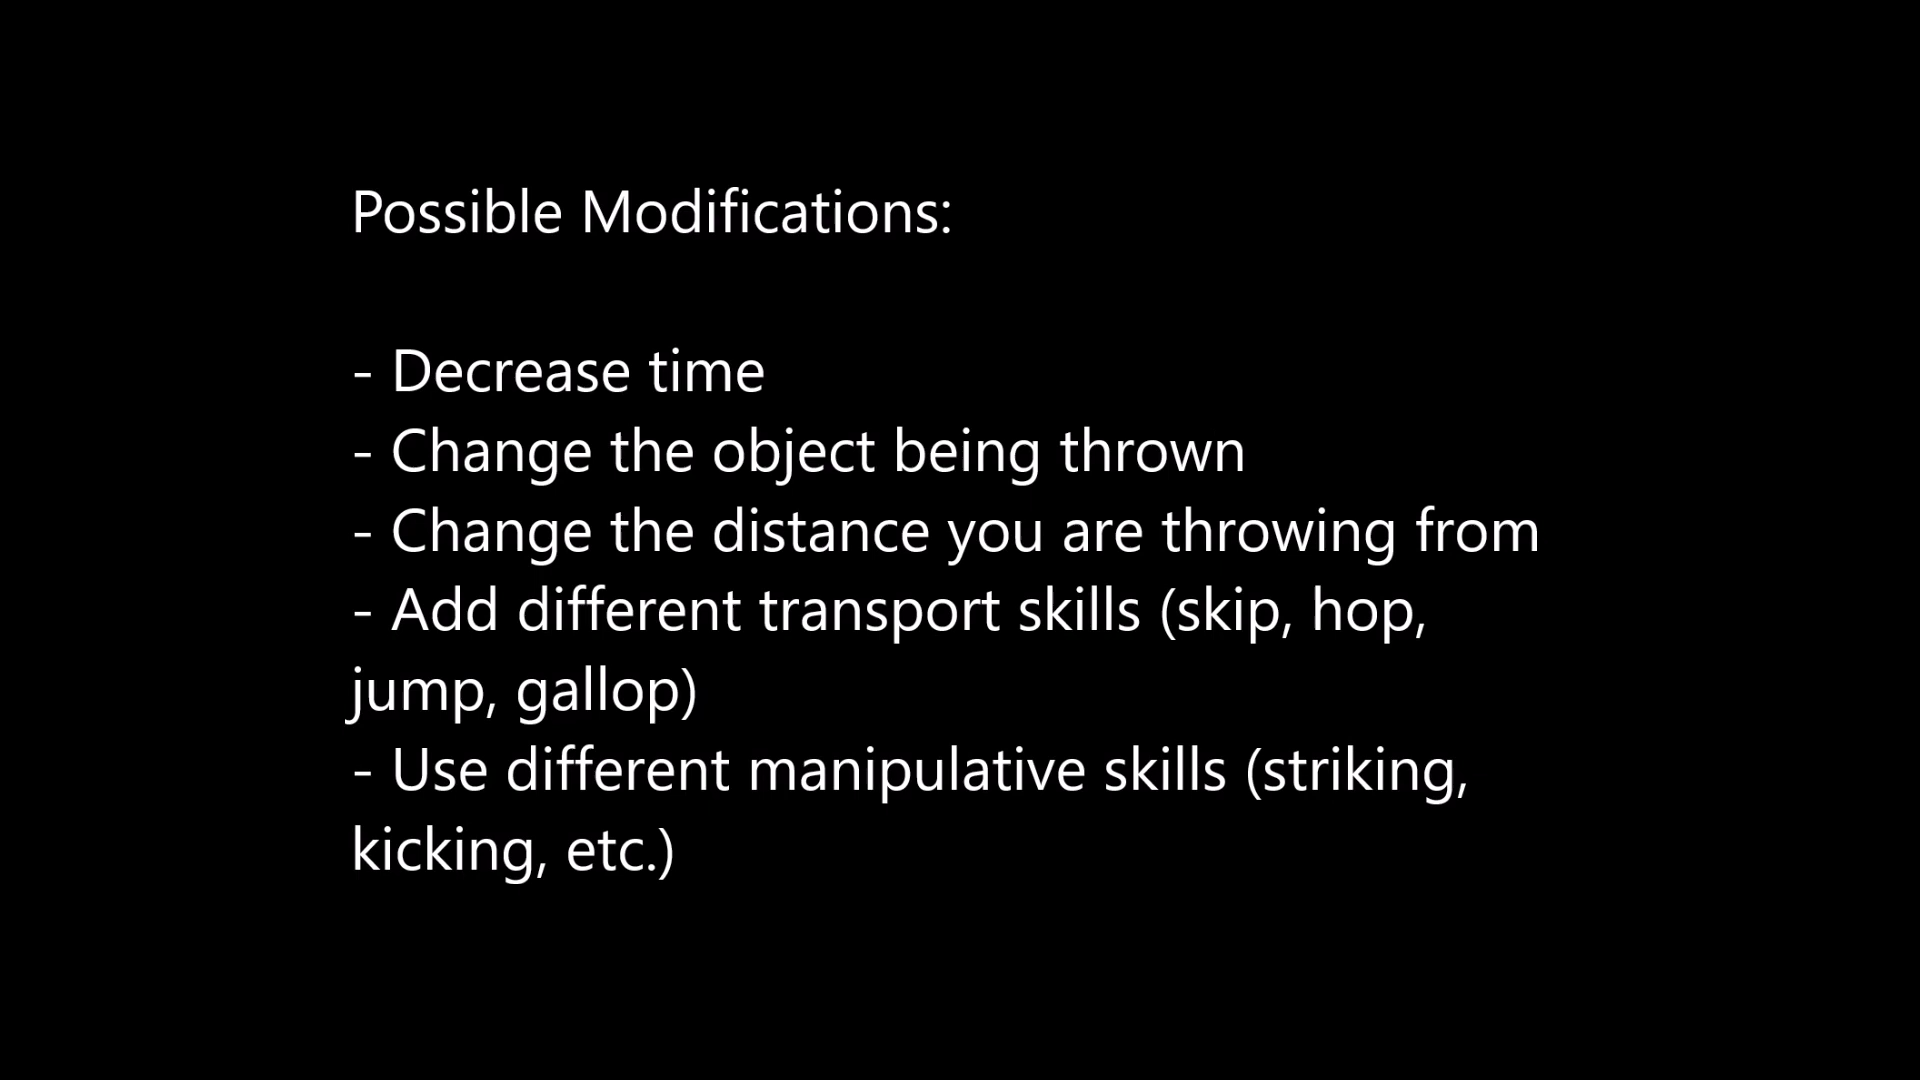 Possible Modifications:
- Decrease time
- Change the object being thrown
- Change the distance you are throwing from
- Add different transport skills (skip, hop,
jump, gallop)
- Use different manipulative skills (striking,
kicking, etc.)